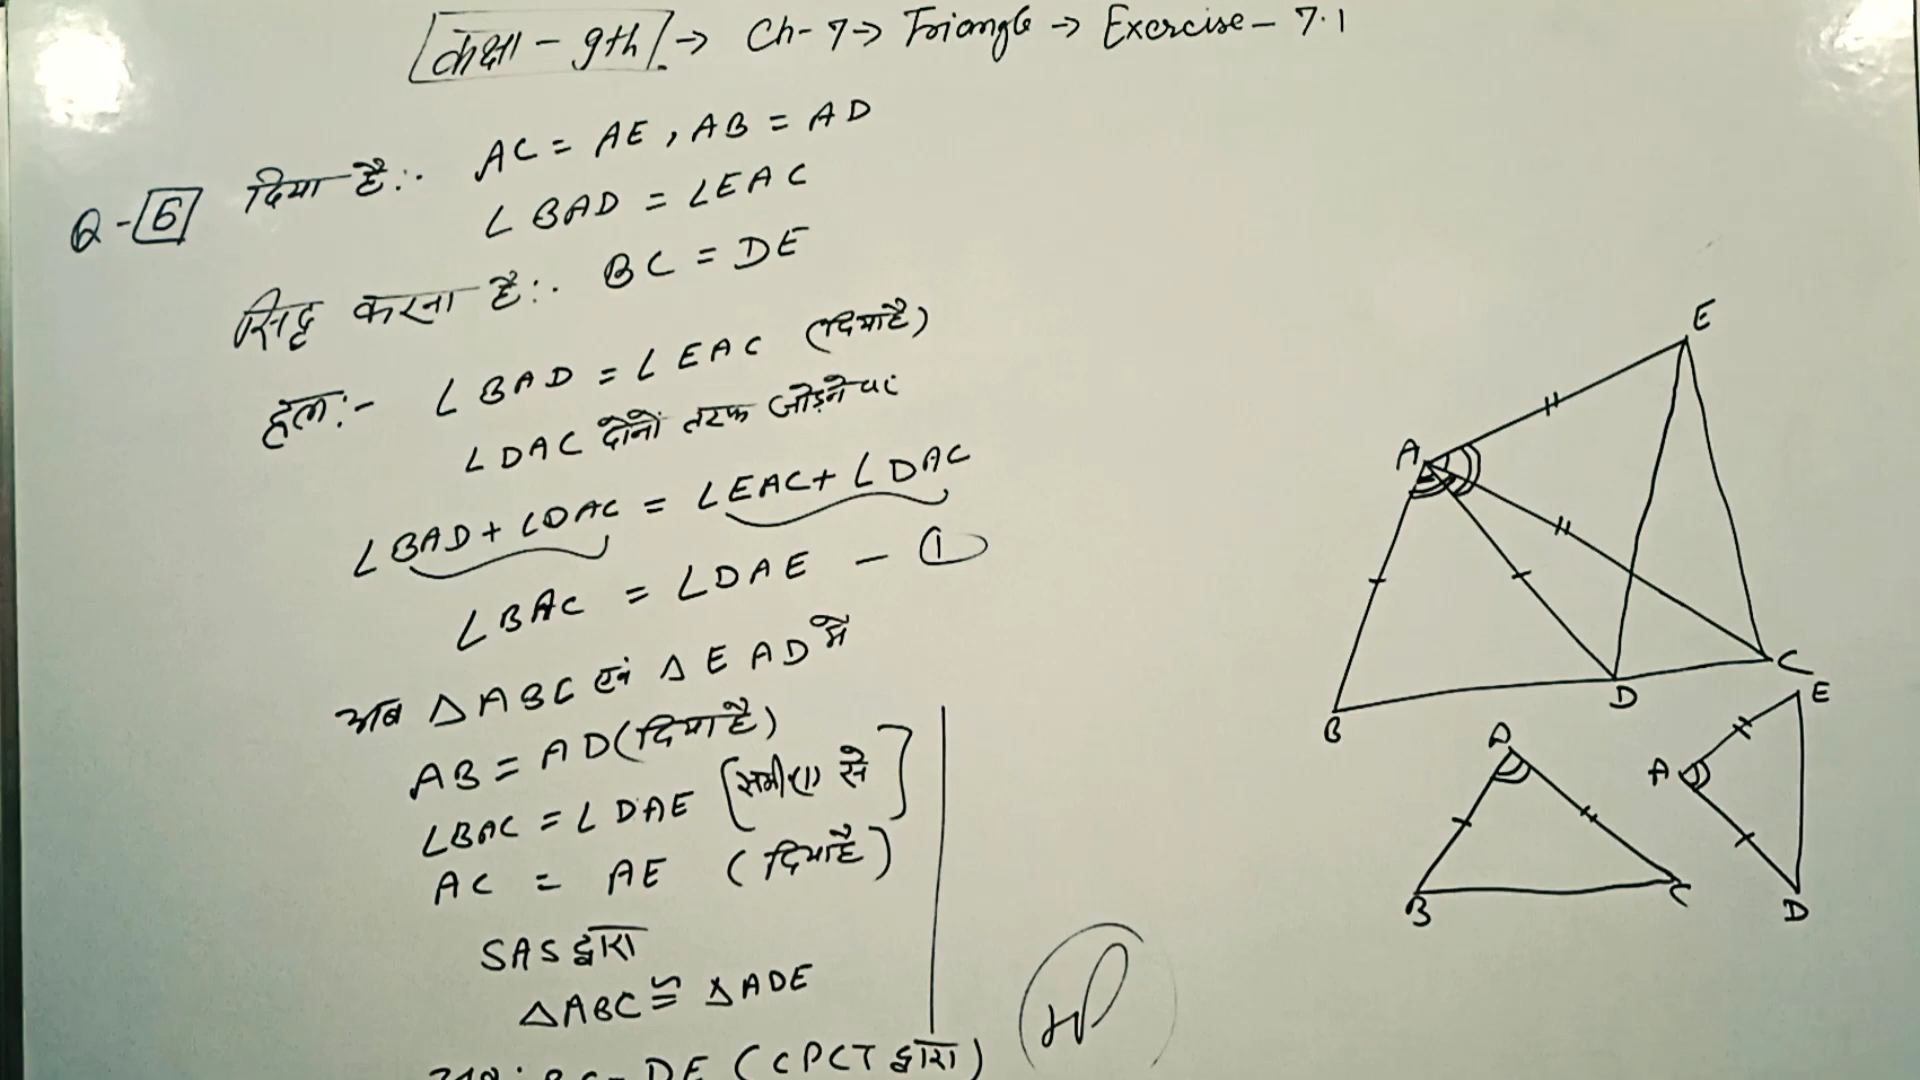 कक्षा - 9th → Ch-7 → Triangle → Exercise - 7.1
Q-6 दिया है:- AC = AE, AB = AD
∠BAD = ∠EAC
सिद्ध करना है:- BC = DE
हल:- ∠BAD = ∠EAC (दिया है)
∠DAC दोनों तरफ जोड़ने पर
∠BAD + ∠DAC = ∠EAC + ∠DAC
∠BAC = ∠DAE - ①
अब ΔABC एवं ΔEAD में
AB = AD (दिया है)
∠BAC = ∠DAE [समी(1) से]
AC = AE (दिया है)
SAS द्वारा
ΔABC ≅ ΔADE
अतः BC = DE (CPCT द्वारा)
E
A
C
D
B
A
B
C
E
A
D